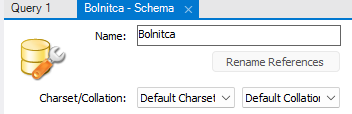 Query 1
Bolnitca - Schema ×
Name: Bolnitca
Rename References
Charset/Collation: Default Charset Default Collation